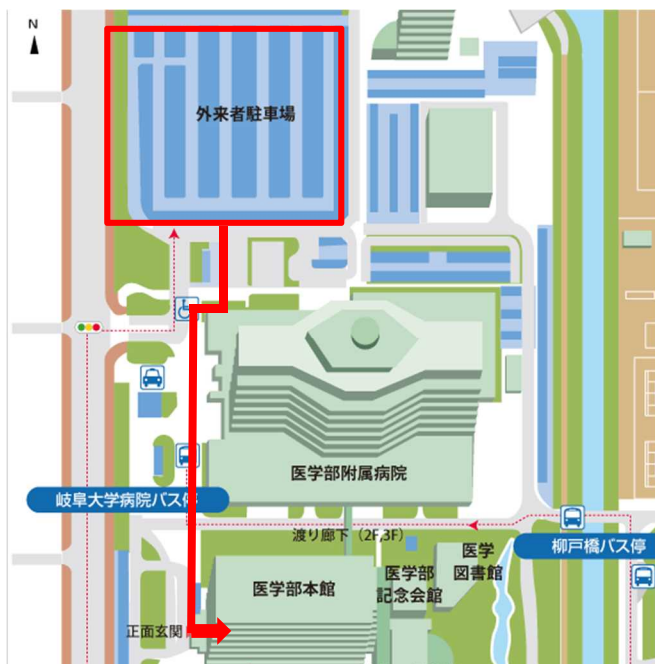 N
外来者駐車場
医学部附属病院
岐阜大学病院バス停
渡り廊下（2F,3F）
柳戸橋バス停
医学
図書館
医学部
記念会館
医学部本館
正面玄関